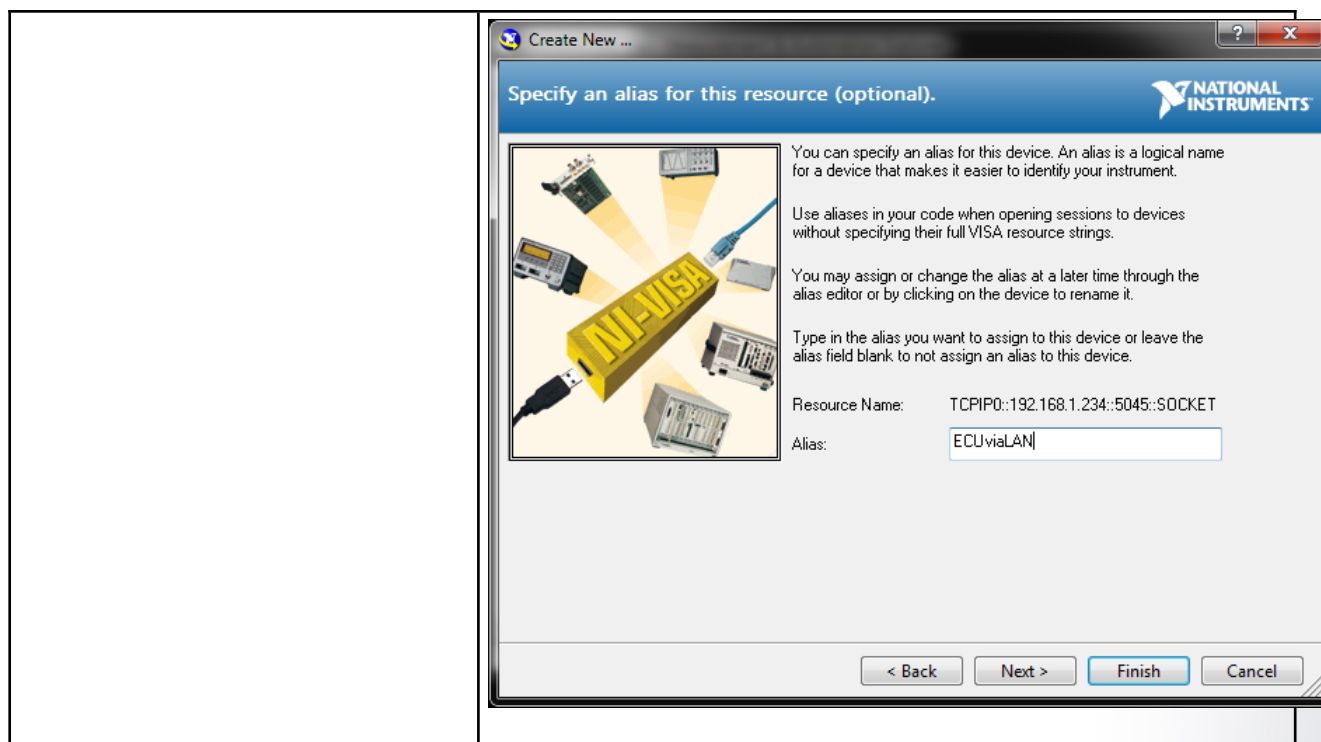 Create New ...
Specify an alias for this resource (optional).
NATIONAL
INSTRUMENTS
You can specify an alias for this device. An alias is a logical name
for a device that makes it easier to identify your instrument.
Use aliases in your code when opening sessions to devices
without specifying their full VISA resource strings.
You may assign or change the alias at a later time through the
alias editor or by clicking on the device to rename it.
Type in the alias you want to assign to this device or leave the
alias field blank to not assign an alias to this device.
NI-VISA
Resource Name: TCPIP0::192.168.1.234::5045::SOCKET
Alias: ECUviaLAN
< Back Next > Finish Cancel